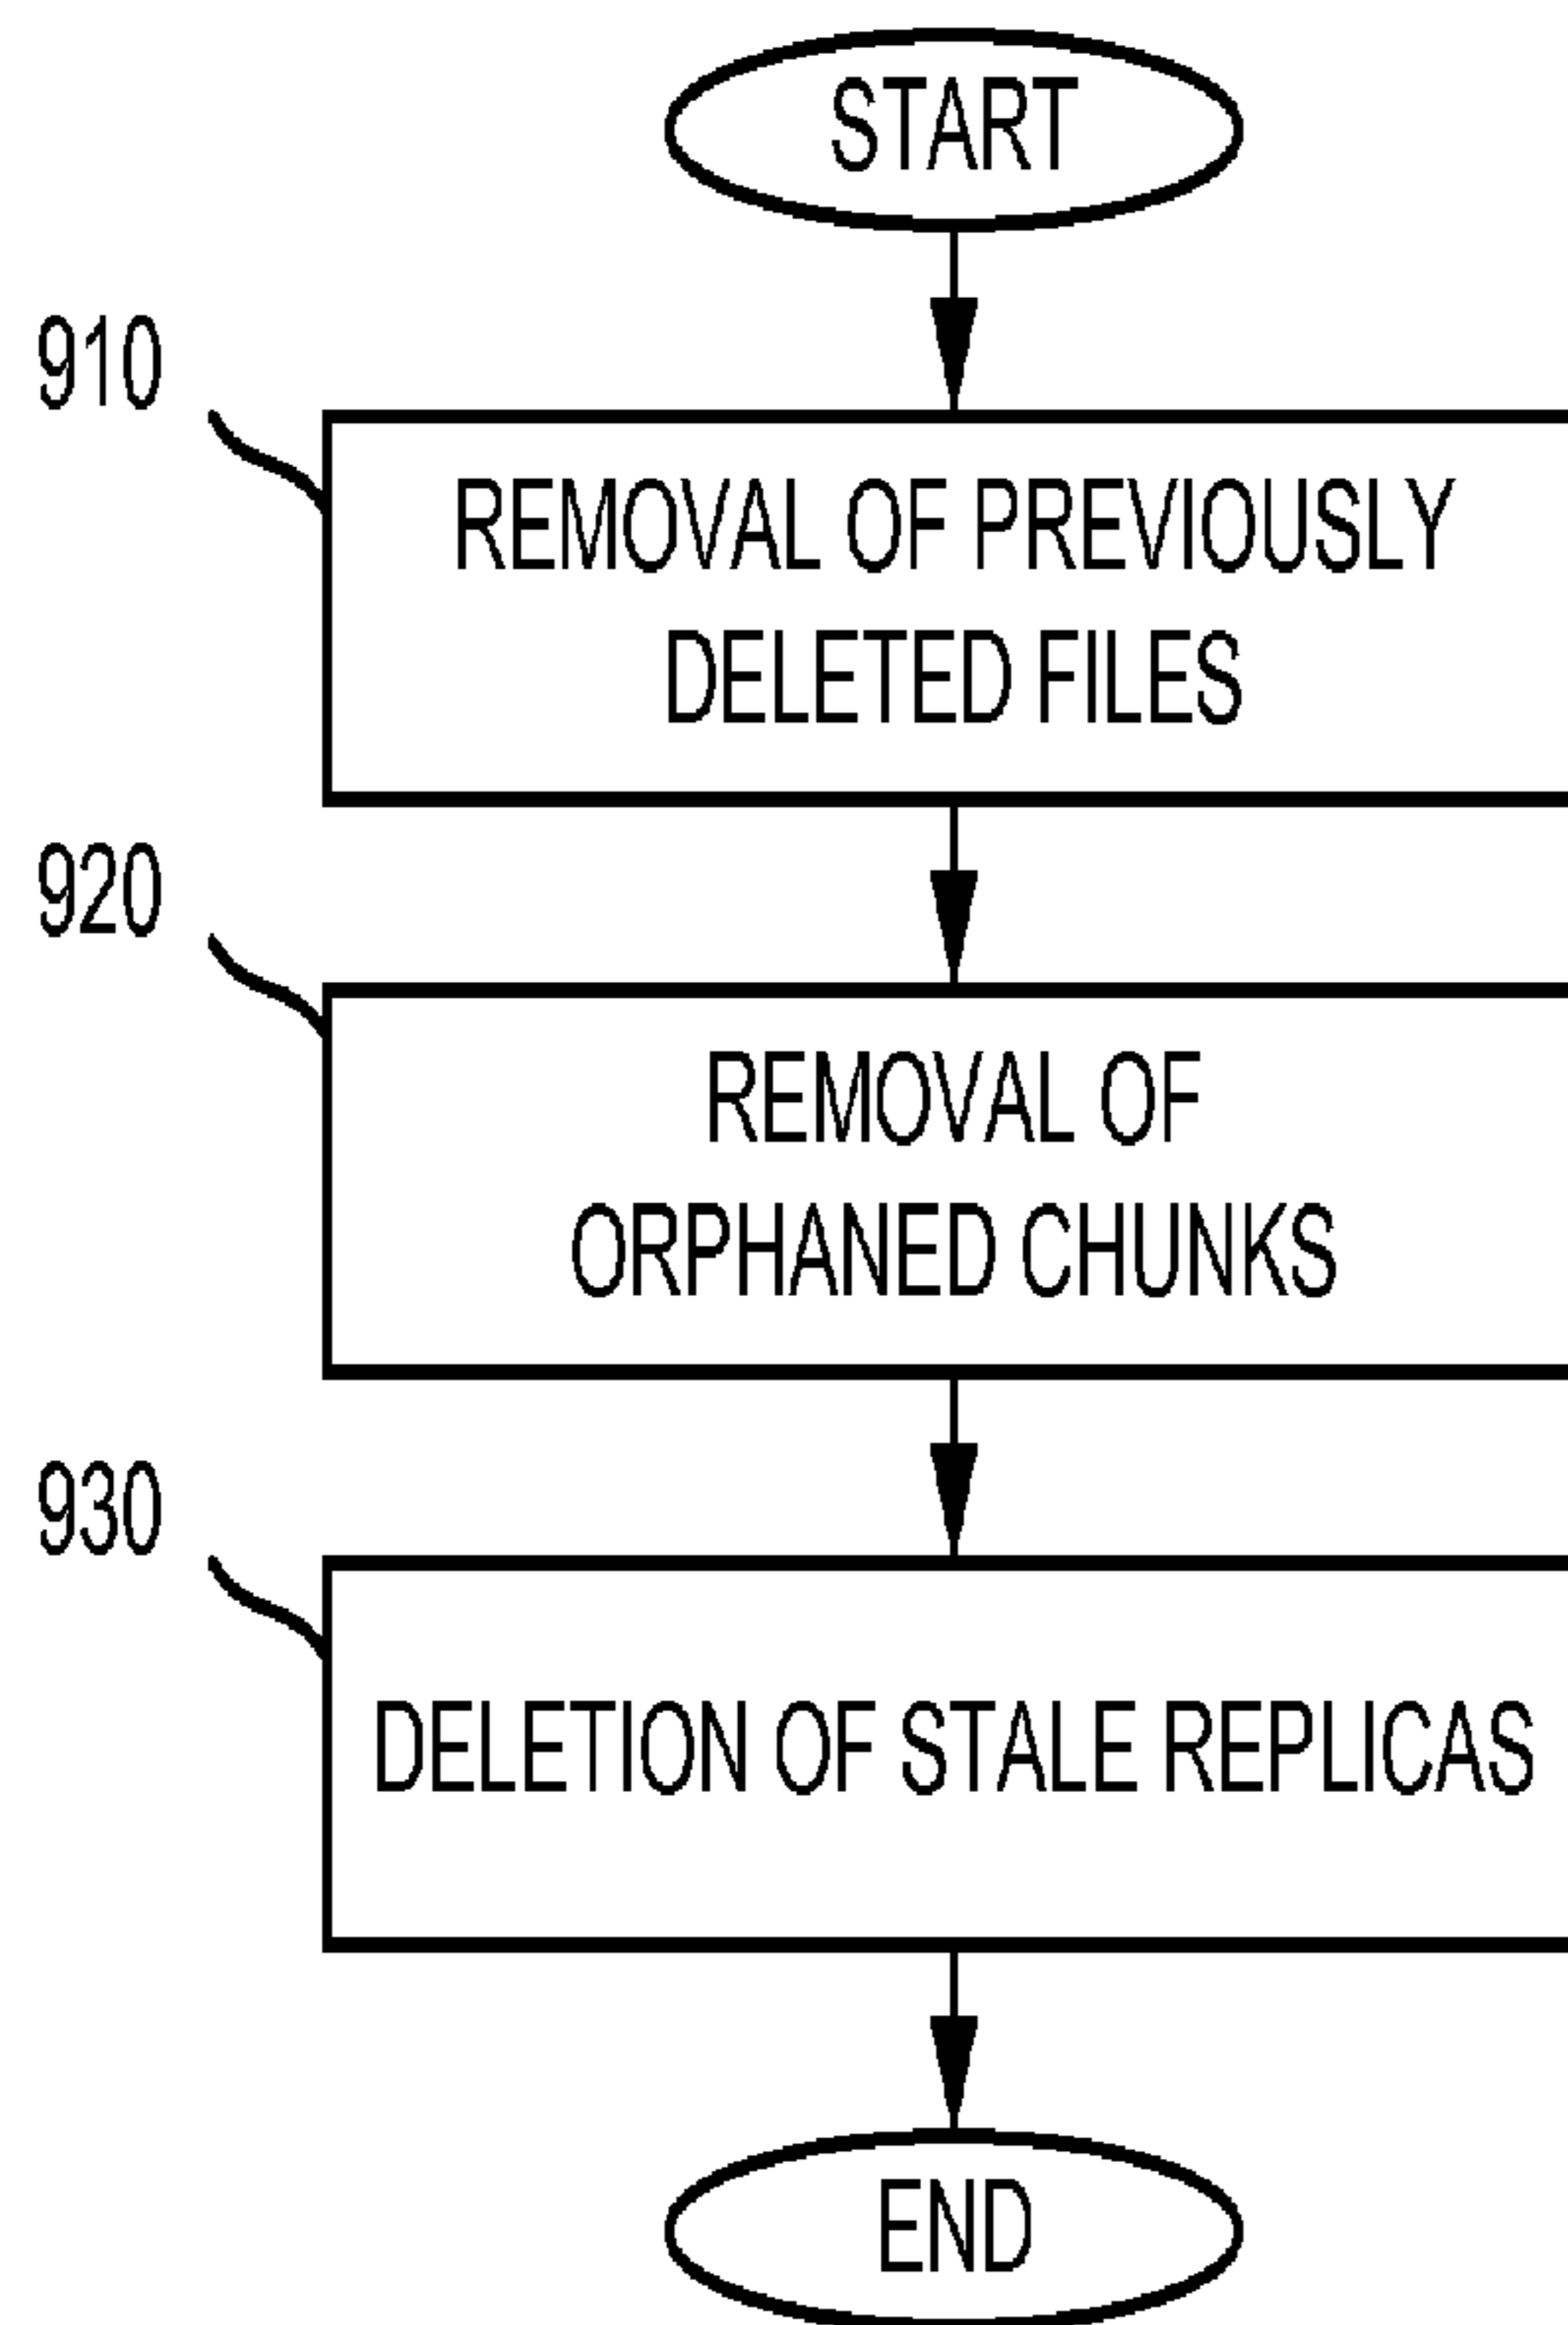 START
910
REMOVAL OF PREVIOUSLY
DELETED FILES
920
REMOVAL OF
ORPHANED CHUNKS
930
DELETION OF STALE REPLICAS
END